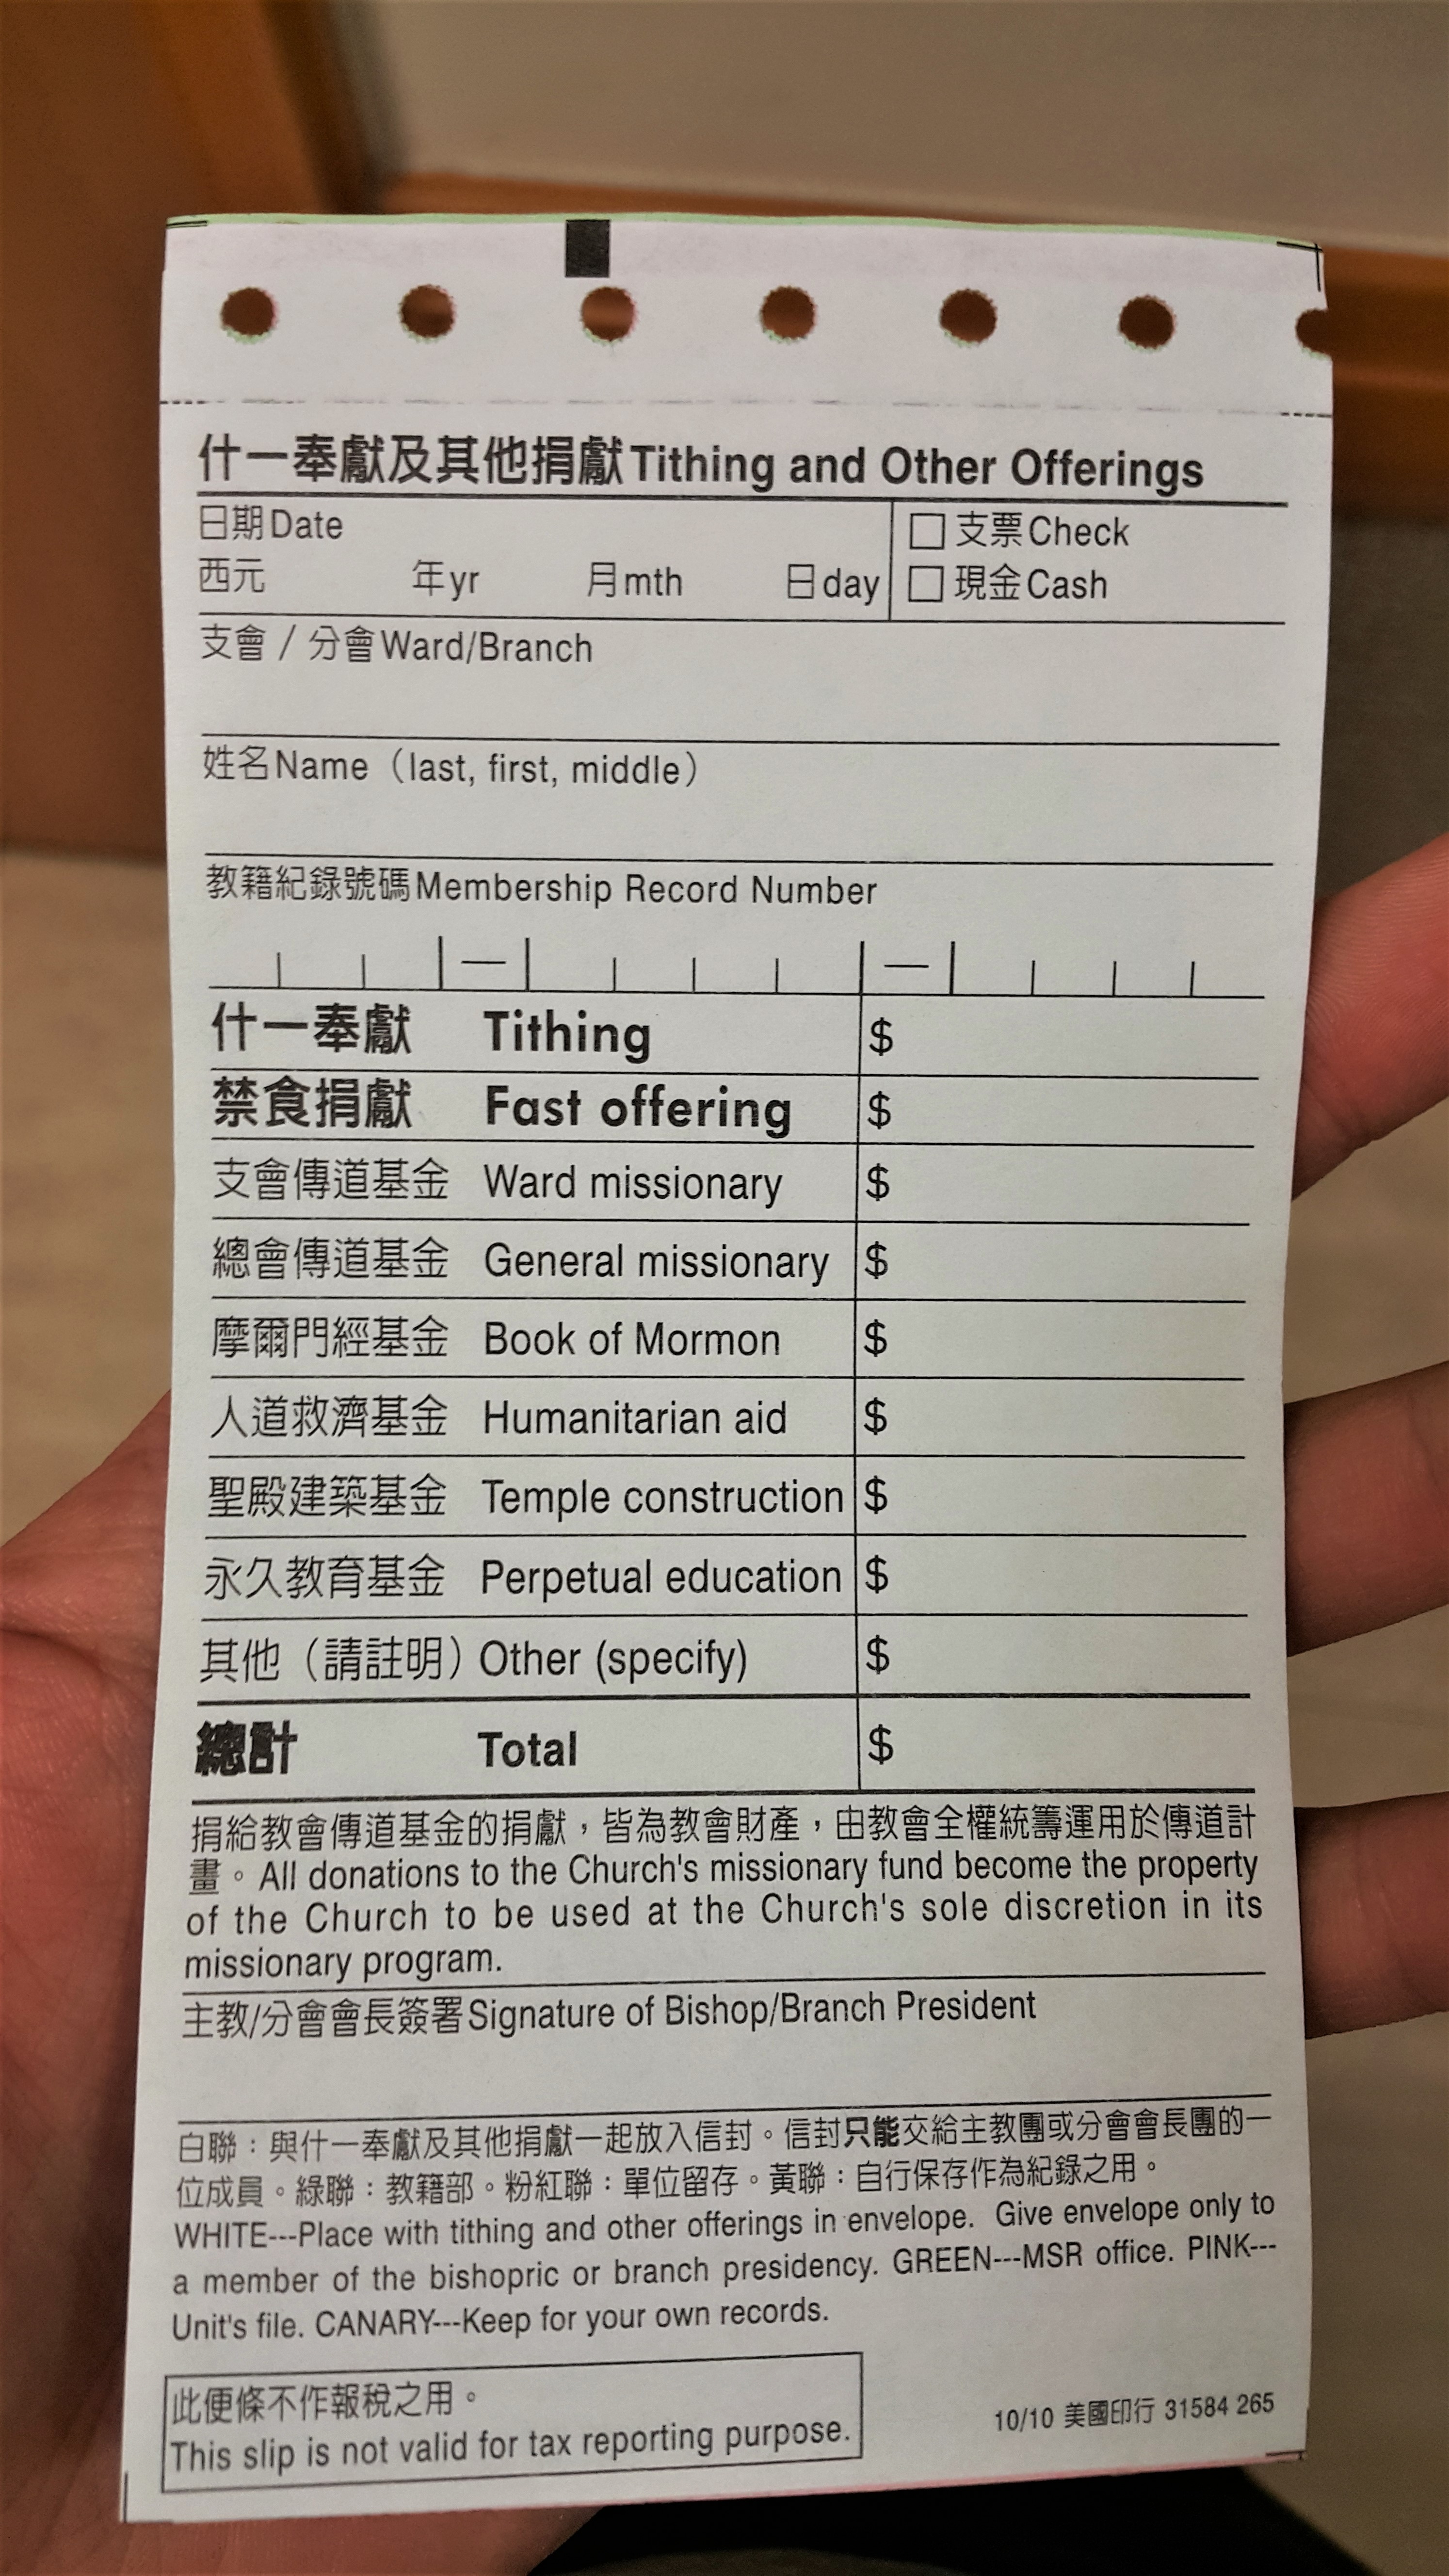 什一奉獻及其他捐獻Tithing and Other Offerings
日期Date
西元 年yr 月mth 日day
□ 支票Check
□ 現金Cash
支會 / 分會Ward/Branch
姓名Name（last, first, middle）
教籍紀錄號碼Membership Record Number
— —
什一奉獻 Tithing $
禁食捐獻 Fast offering $
支會傳道基金 Ward missionary $
總會傳道基金 General missionary $
摩爾門經基金 Book of Mormon $
人道救濟基金 Humanitarian aid $
聖殿建築基金 Temple construction $
永久教育基金 Perpetual education $
其他（請註明）Other (specify) $
總計 Total $
捐給教會傳道基金的捐獻，皆為教會財產，由教會全權統籌運用於傳道計
畫。All donations to the Church's missionary fund become the property
of the Church to be used at the Church's sole discretion in its
missionary program.
主教/分會會長簽署Signature of Bishop/Branch President
白聯：與什一奉獻及其他捐獻一起放入信封。信封只能交給主教團或分會會長團的一
位成員。綠聯：教籍部。粉紅聯：單位留存。黃聯：自行保存作為紀錄之用。
WHITE---Place with tithing and other offerings in envelope. Give envelope only to
a member of the bishopric or branch presidency. GREEN---MSR office. PINK---
Unit's file. CANARY---Keep for your own records.
此便條不作報稅之用。
This slip is not valid for tax reporting purpose.
10/10 美國印行 31584 265